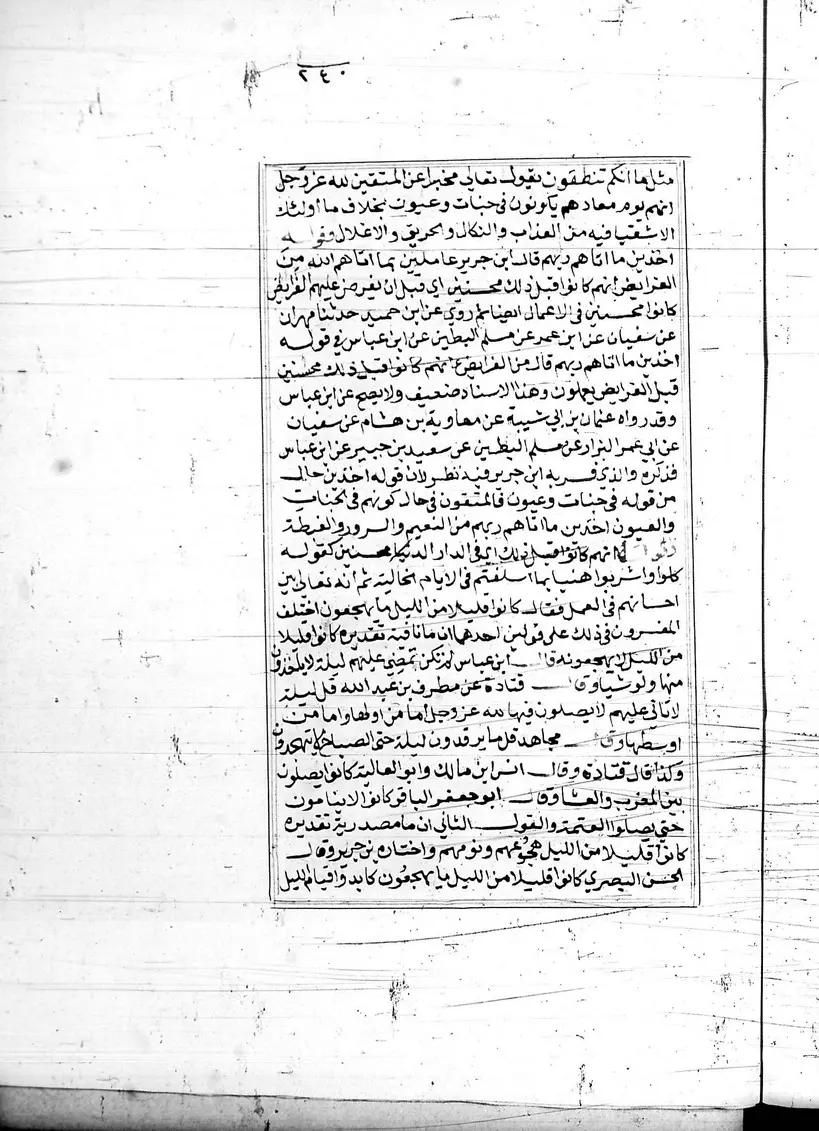 ٢٤٠
مثل ما انكم تنطقون يقول تعالى مخبرا عن المتقين لله عز وجل
انهم يوم معادهم يكونون في جنات وعيون بخلاف ما اولئك
الاشقيا فيه من العذاب والنكال والحريق والاغلال وقوله
اخذين ما اتاهم ربهم قال ابن جرير عاملين بما اتاهم الله من
الفرايض انهم كانوا قبل ذلك محسنين اي قبل ان يفرض عليهم الفرايض
كانوا محسنين في الاعمال ايضا ثم روي عن ابن حميد حدثنا مهران
عن سفيان عن ابن عمر عن مسلم البطين عن ابن عباس في قوله
اخذين ما اتاهم ربهم قال من الفرايض انهم كانوا قبل ذلك محسنين
قبل الفرايض يعملون وهذا الاسناد ضعيف ولا يصح عن ابن عباس
وقد رواه عثمان بن ابي شيبة عن معاوية بن هشام عن سفيان
عن ابي عمر البزار عن مسلم البطين عن سعيد بن جبير عن ابن عباس
فذكره والذي فسر به ابن جرير فيه نظر لان قوله اخذين حال
من قوله في جنات وعيون فالمتقون في حال كونهم في الجنات
والعيون اخذين ما اتاهم ربهم من النعيم والسرور والغبطة
انهم كانوا قبل ذلك اي في الدار الدنيا محسنين كقوله
كلوا واشربوا هنيا بما اسلفتم في الايام الخالية ثم انه تعالى بين
احسانهم في العمل فقال كانوا قليلا من الليل ما يهجعون اختلف
المفسرون في ذلك على قولين احدهما ان ما نافية تقديره كانوا قليلا
من الليل لا يهجعونه قال ابن عباس لم تكن تمضي عليهم ليلة لا ياخذون
منها ولو شيا وقال قتادة عن مطرف بن عبد الله قل ليلة
لا تاتي عليهم لا يصلون فيها لله عز وجل اما من اولها واما من
اوسطها وقال مجاهد قل ما يرقدون ليلة حتى الصباح لا يتهجدون
وكذا قال قتادة وقال انس ابن مالك وابو العالية كانوا يصلون
بين المغرب والعشا وقال ابو جعفر الباقر كانوا لا ينامون
حتى يصلوا العتمة والقول الثاني ان ما مصدرية تقديره
كانوا قليلا من الليل هجوعهم ونومهم واختاره بن جرير وقال
الحسن البصري كانوا قليلا من الليل ما يهجعون كابدوا قيام الليل